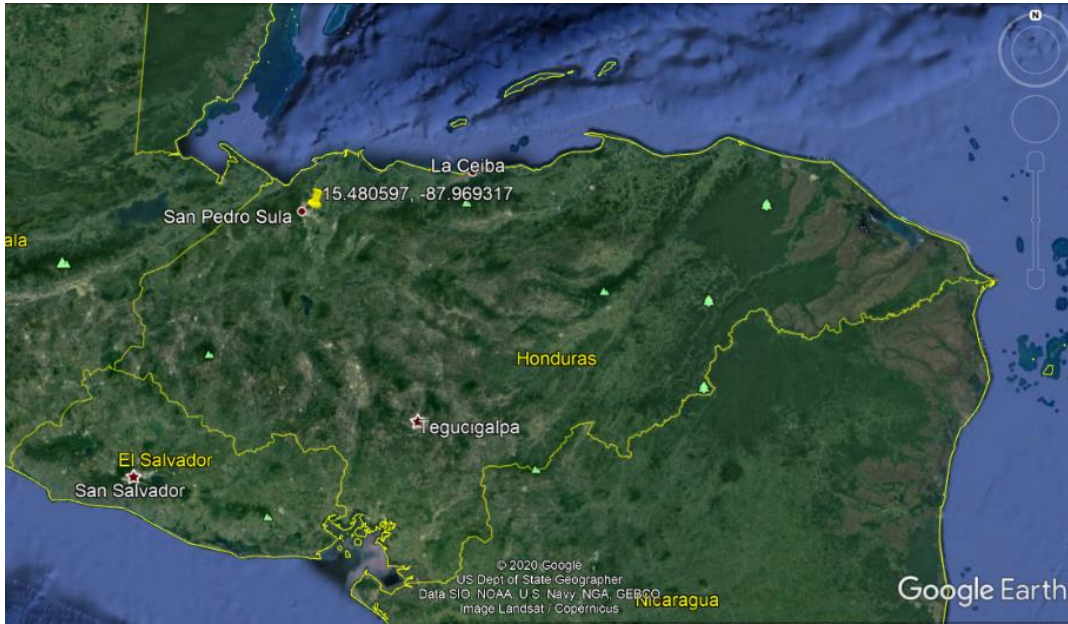 N
La Ceiba
15.480597, -87.969317
San Pedro Sula
ala
Honduras
Tegucigalpa
El Salvador
San Salvador
© 2020 Google
US Dept of State Geographer
Data SIO, NOAA, U.S. Navy, NGA, GEBCO
Image Landsat / Copernicus
Nicaragua
Google Earth